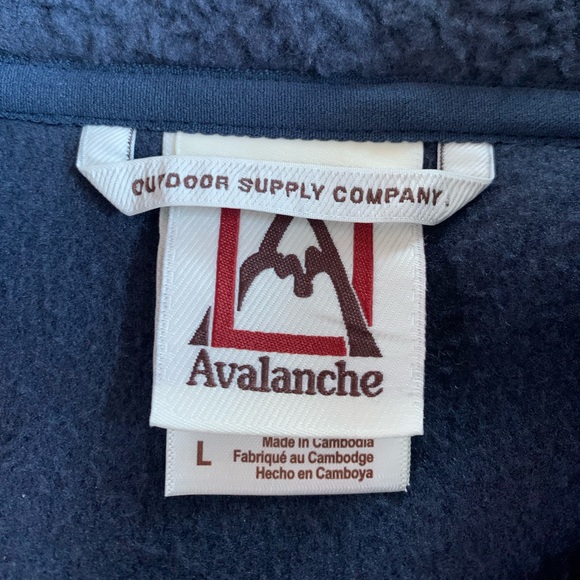 OUTDOOR SUPPLY COMPANY.
Avalanche
L
Made in Cambodia
Fabriqué au Cambodge
Hecho en Camboya